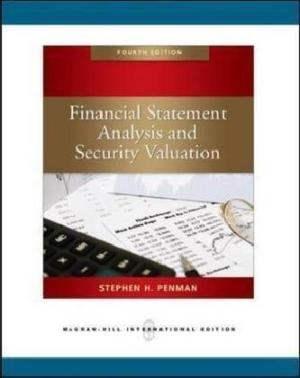 FOURTH EDITION
Financial Statement
Analysis and
Security Valuation
STEPHEN H. PENMAN
McGRAW-HILL INTERNATIONAL EDITION